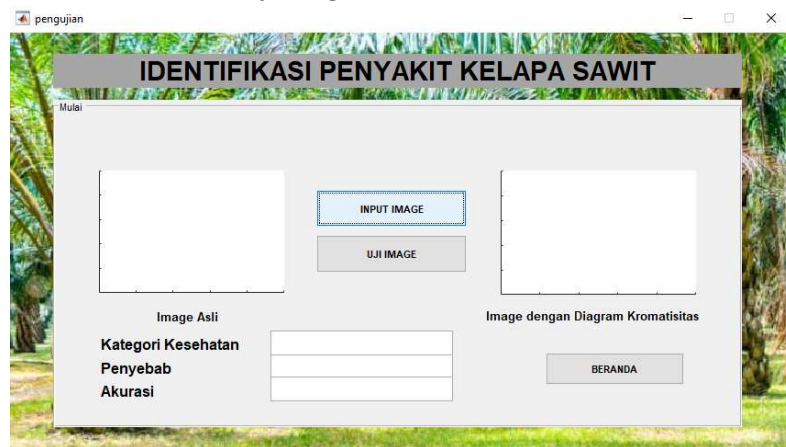 pengujian
IDENTIFIKASI PENYAKIT KELAPA SAWIT
Mulai
INPUT IMAGE
UJI IMAGE
Image Asli
Image dengan Diagram Kromatisitas
Kategori Kesehatan
Penyebab
Akurasi
BERANDA